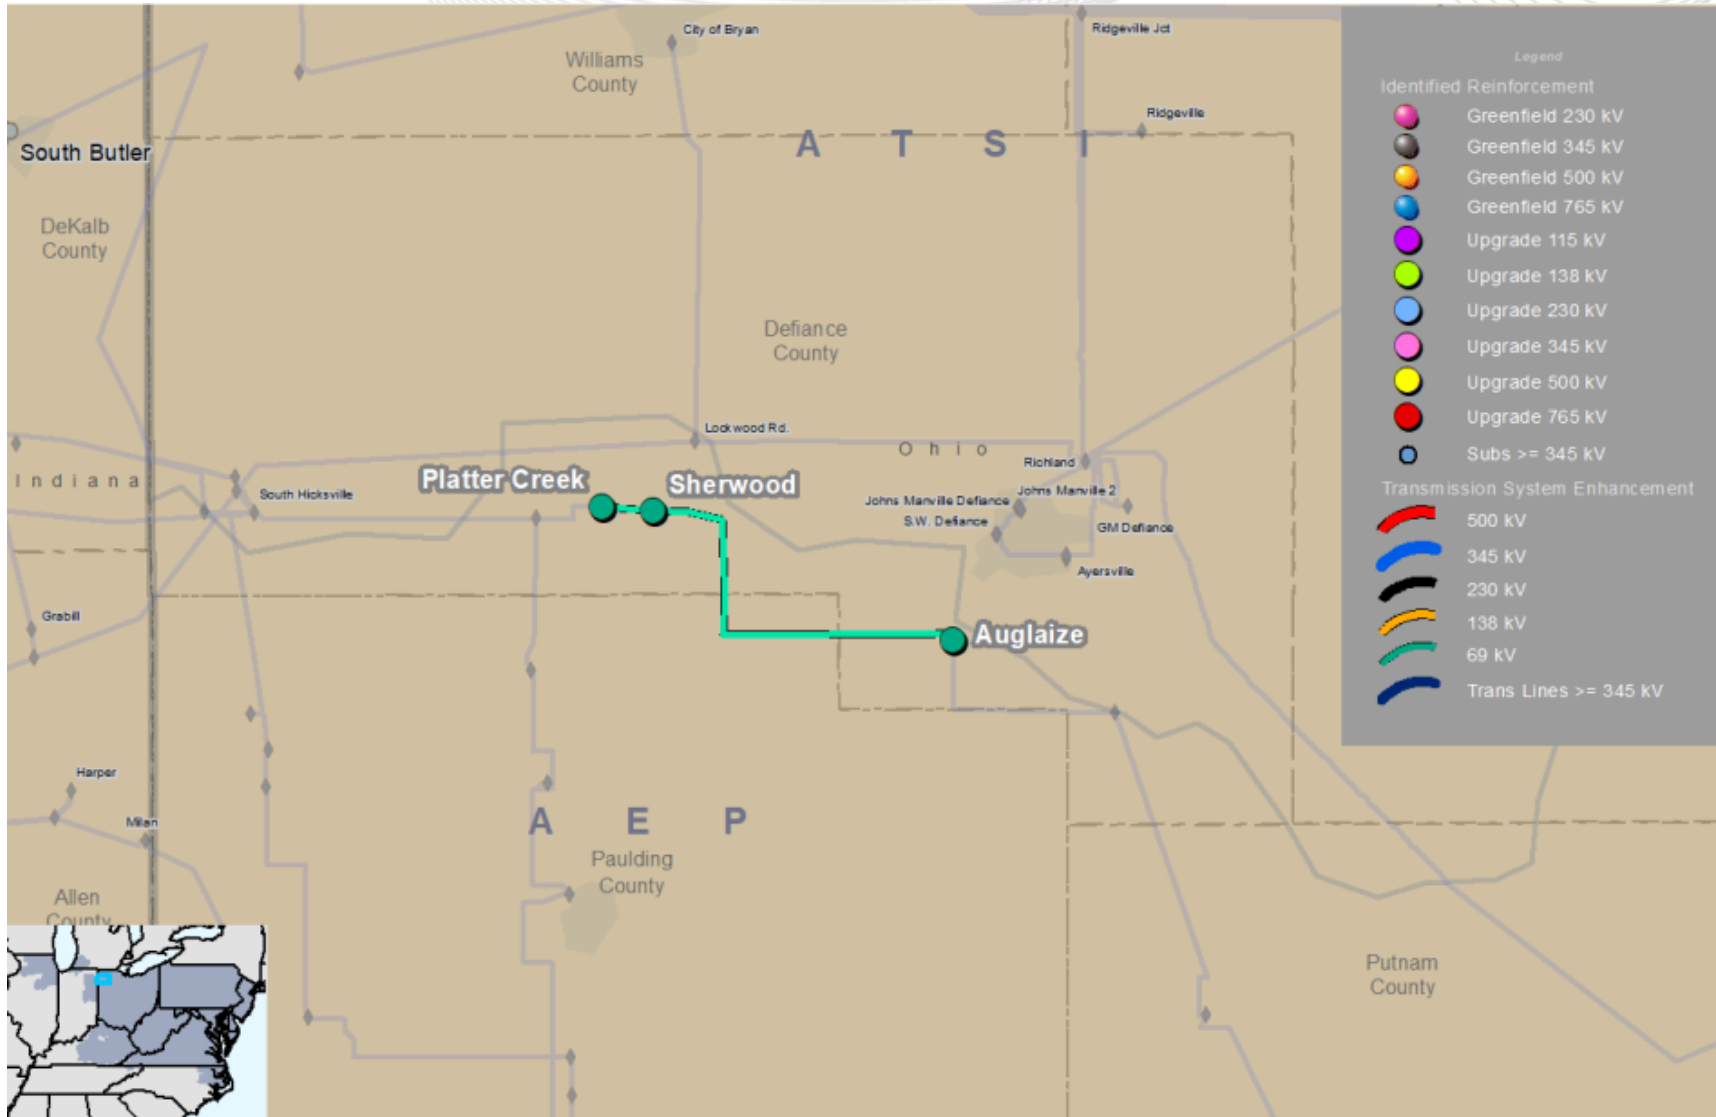 City of Bryan
Williams
County
Ridgeville Jct
Ridgeville
A T S I
South Butler
DeKalb
County
Defiance
County
Lockwood Rd.
Ohio
Indiana
South Hicksville
Platter Creek
Sherwood
Richland
Johns Manville 2
Johns Manville Defiance
S.W. Defiance
GM Defiance
Ayersville
Grabill
Auglaize
Harper
Milan
A E P
Paulding
County
Allen
County
Putnam
County
Legend
Identified Reinforcement
Greenfield 230 kV
Greenfield 345 kV
Greenfield 500 kV
Greenfield 765 kV
Upgrade 115 kV
Upgrade 138 kV
Upgrade 230 kV
Upgrade 345 kV
Upgrade 500 kV
Upgrade 765 kV
Subs >= 345 kV
Transmission System Enhancement
500 kV
345 kV
230 kV
138 kV
69 kV
Trans Lines >= 345 kV